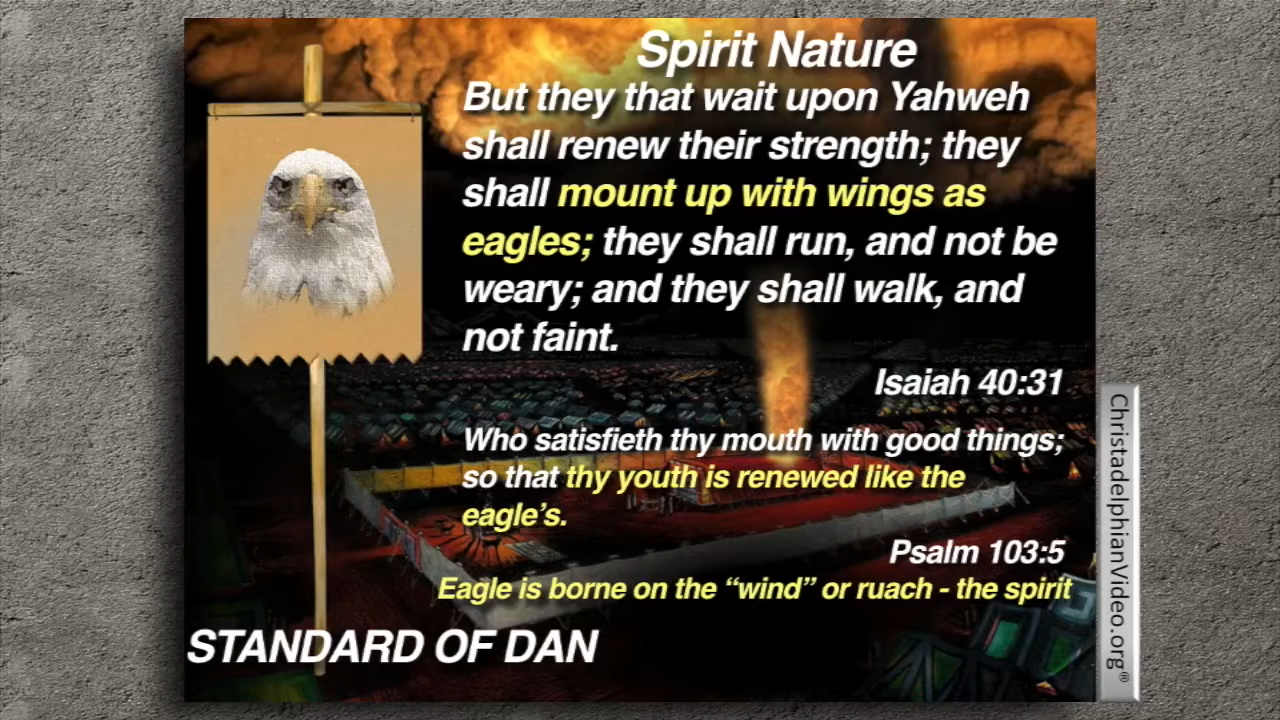 Spirit Nature
But they that wait upon Yahweh
shall renew their strength; they
shall mount up with wings as
eagles; they shall run, and not be
weary; and they shall walk, and
not faint.
Isaiah 40:31
Who satisfieth thy mouth with good things;
so that thy youth is renewed like the
eagle's.
Psalm 103:5
Eagle is borne on the “wind” or ruach - the spirit
STANDARD OF DAN
ChristadelphianVideo.org®